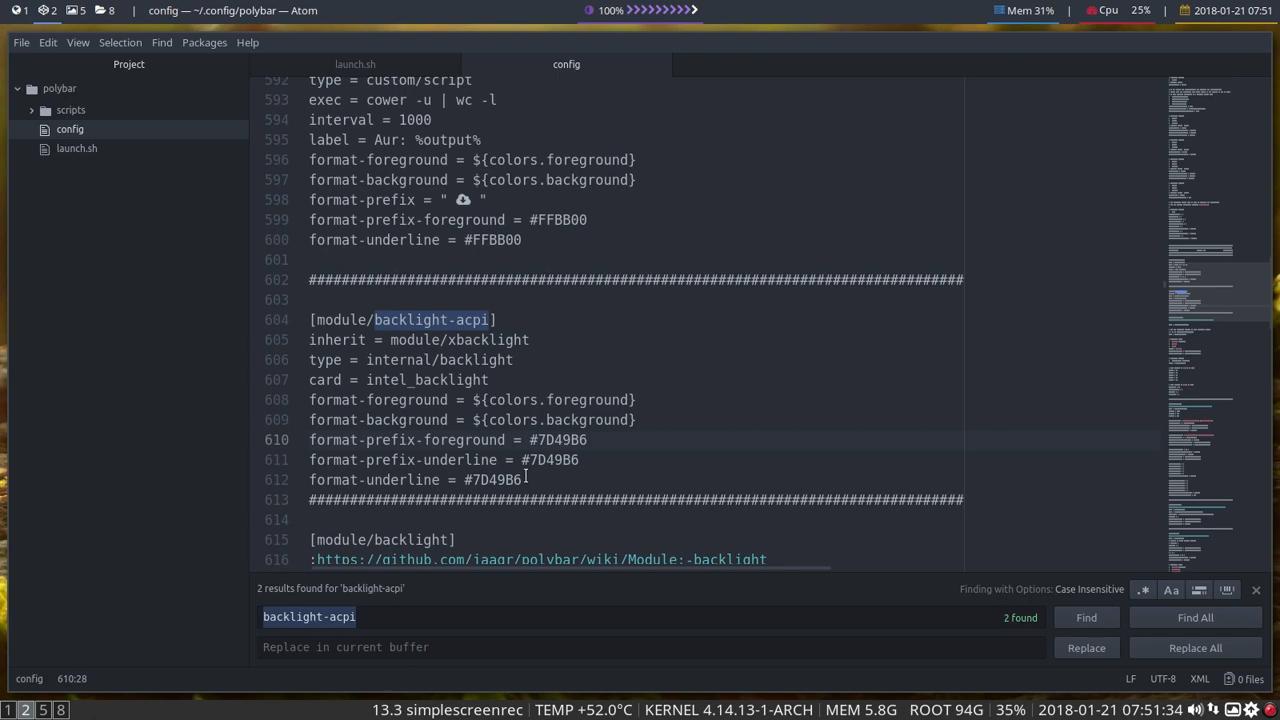 1 2 5 8 config — ~/.config/polybar — Atom 100% Mem 31% Cpu 25% 2018-01-21 07:51
File Edit View Selection Find Packages Help
Project launch.sh config
polybar
scripts
config
launch.sh
592 type = custom/script
593 exec = cower -u |
594 interval = 1000
595 label = Aur: %output%
596 format-foreground = ${colors.foreground}
597 format-background = ${colors.background}
598 format-prefix =
599 format-prefix-foreground =
600 format-underline =
601
602
603
604 [module/backlight-acpi]
605 inherit = module/xbacklight
606 type = internal/backlight
607 card = intel_backlight
608 format-foreground = ${colors.foreground}
609 format-background = ${colors.background}
610 format-prefix-foreground =
611 format-prefix-underline =
612 format-underline =
613
614
615 [module/backlight]
616
2 results found for 'backlight-acpi' Finding with Options: Case Insensitive .* Aa
backlight-acpi 2 found Find Find All
Replace in current buffer Replace Replace All
config 610:28 LF UTF-8 XML 0 files
1 2 5 8 13.3 simplescreenrec TEMP +52.0°C KERNEL 4.14.13-1-ARCH MEM 5.8G ROOT 94G 35% 2018-01-21 07:51:34